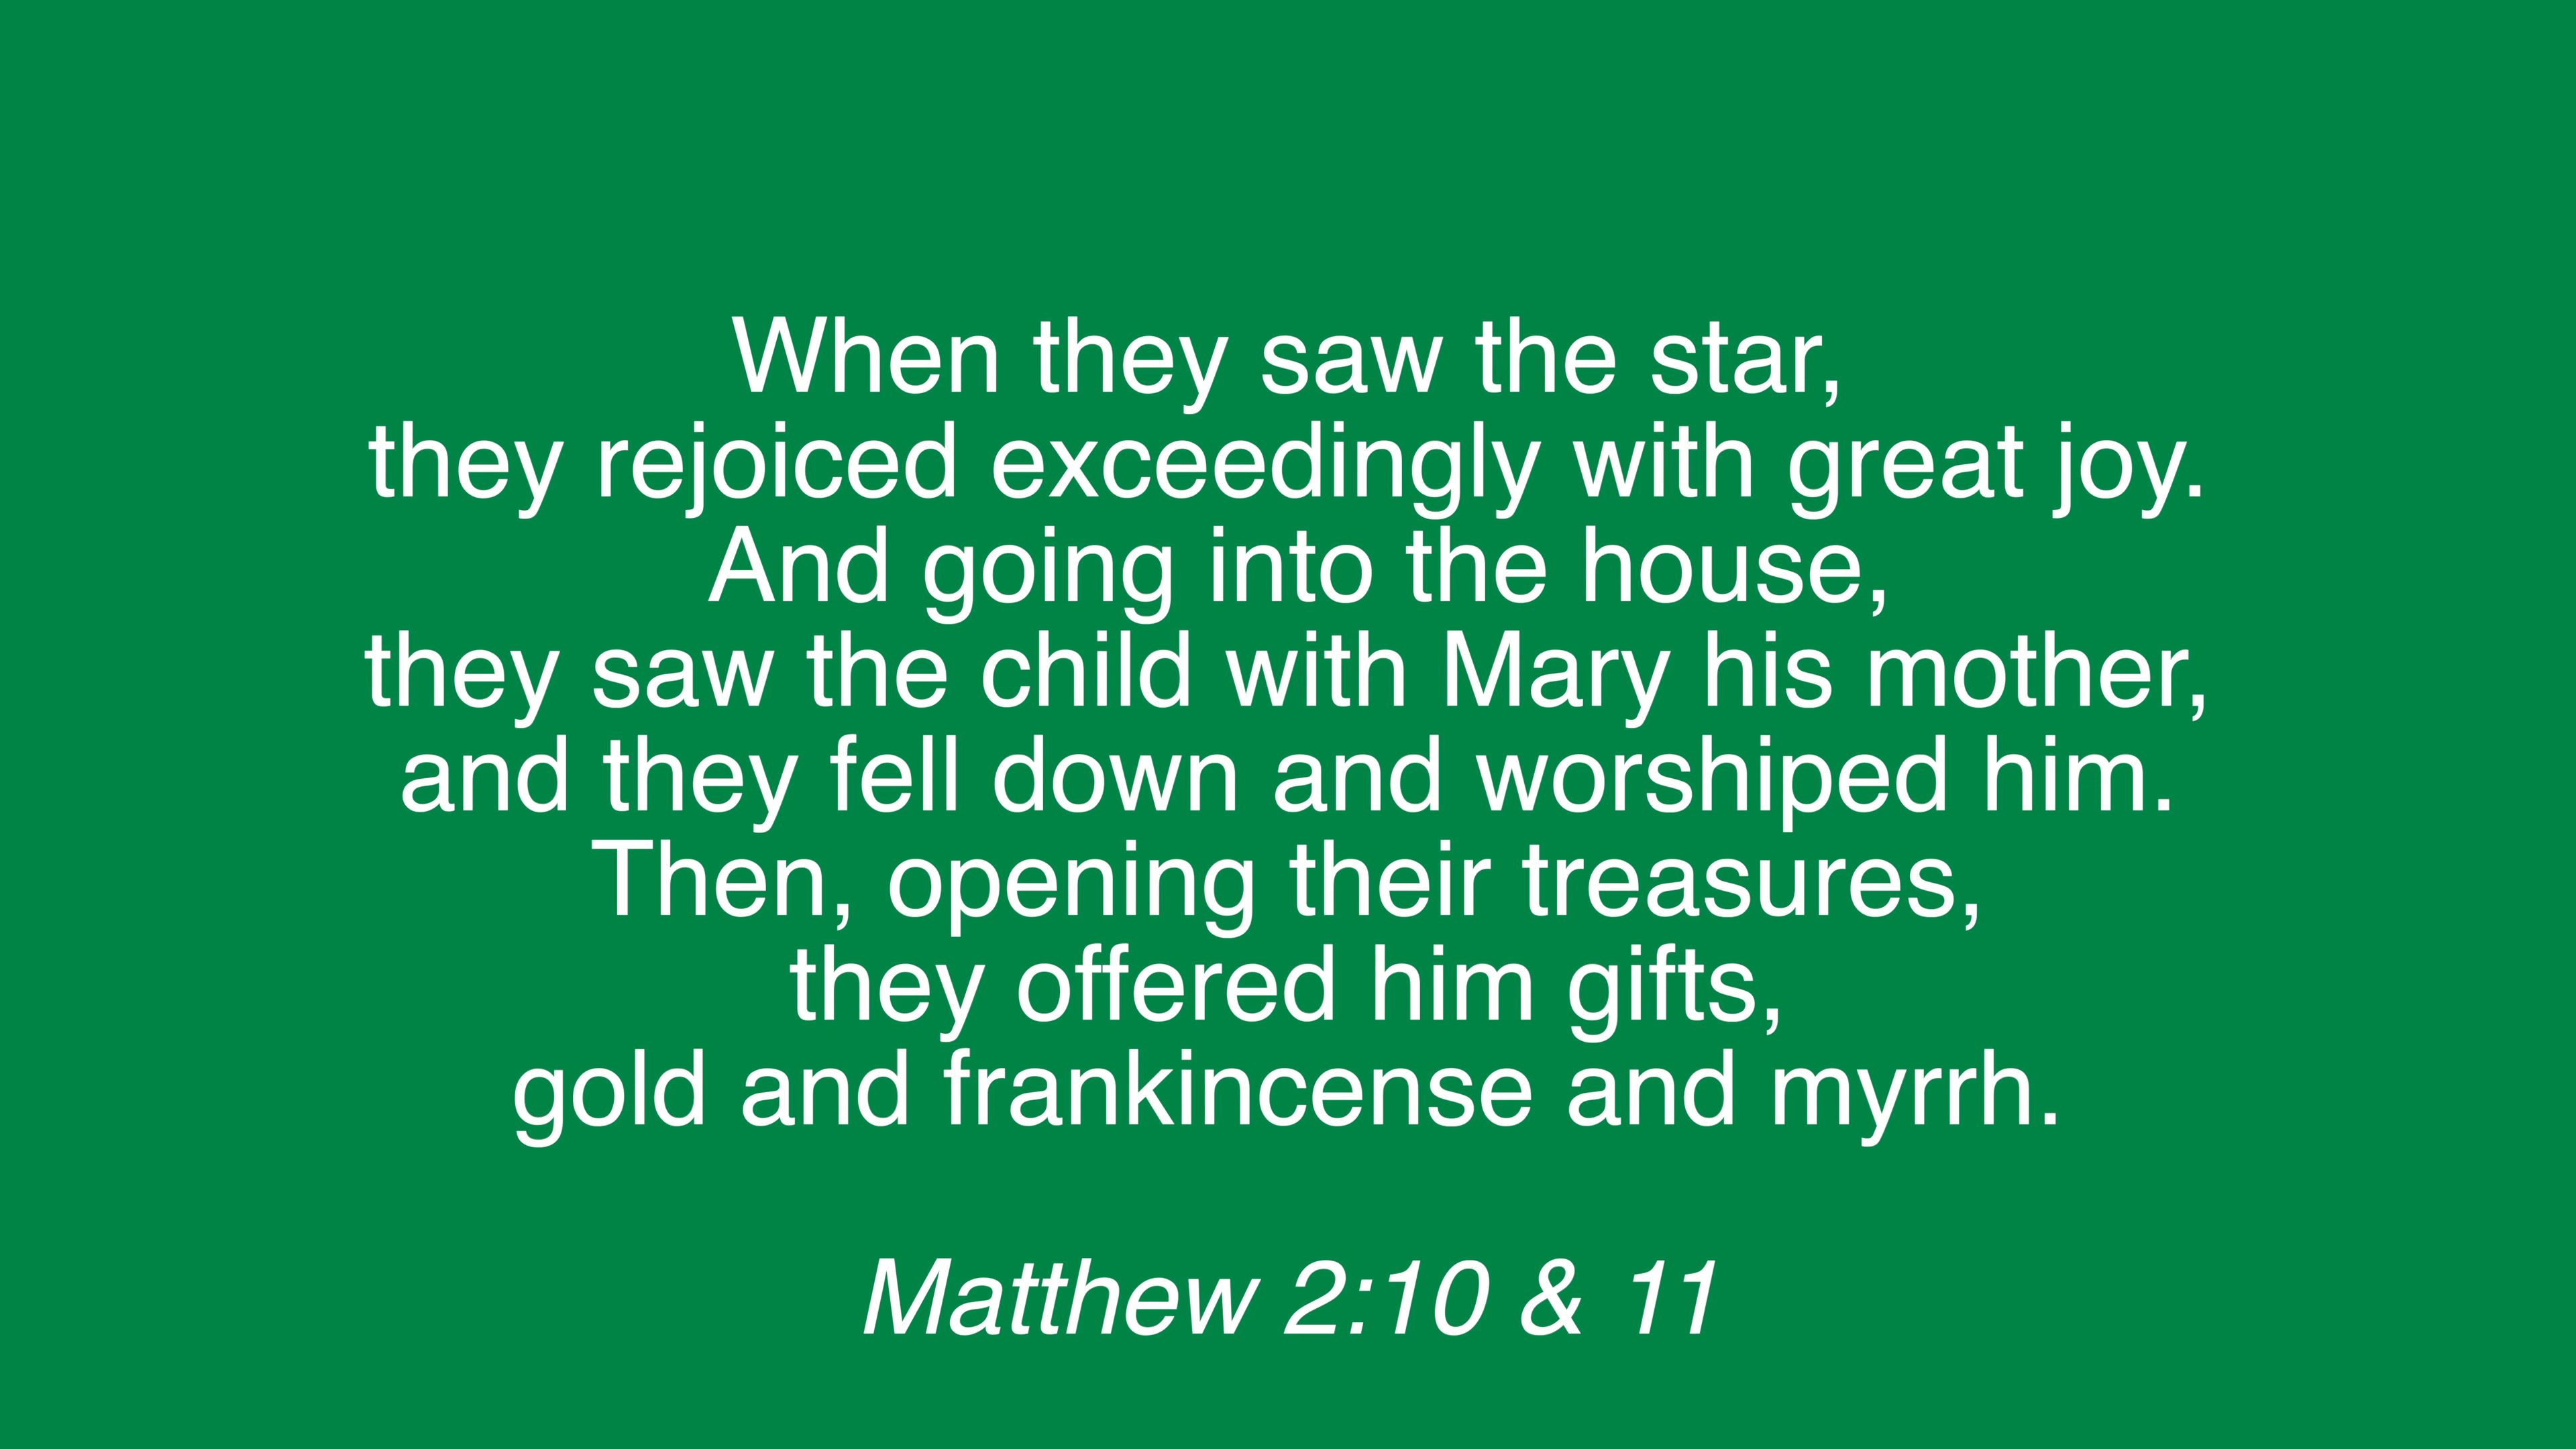 When they saw the star,
they rejoiced exceedingly with great joy.
And going into the house,
they saw the child with Mary his mother,
and they fell down and worshiped him.
Then, opening their treasures,
they offered him gifts,
gold and frankincense and myrrh.
Matthew 2:10 & 11